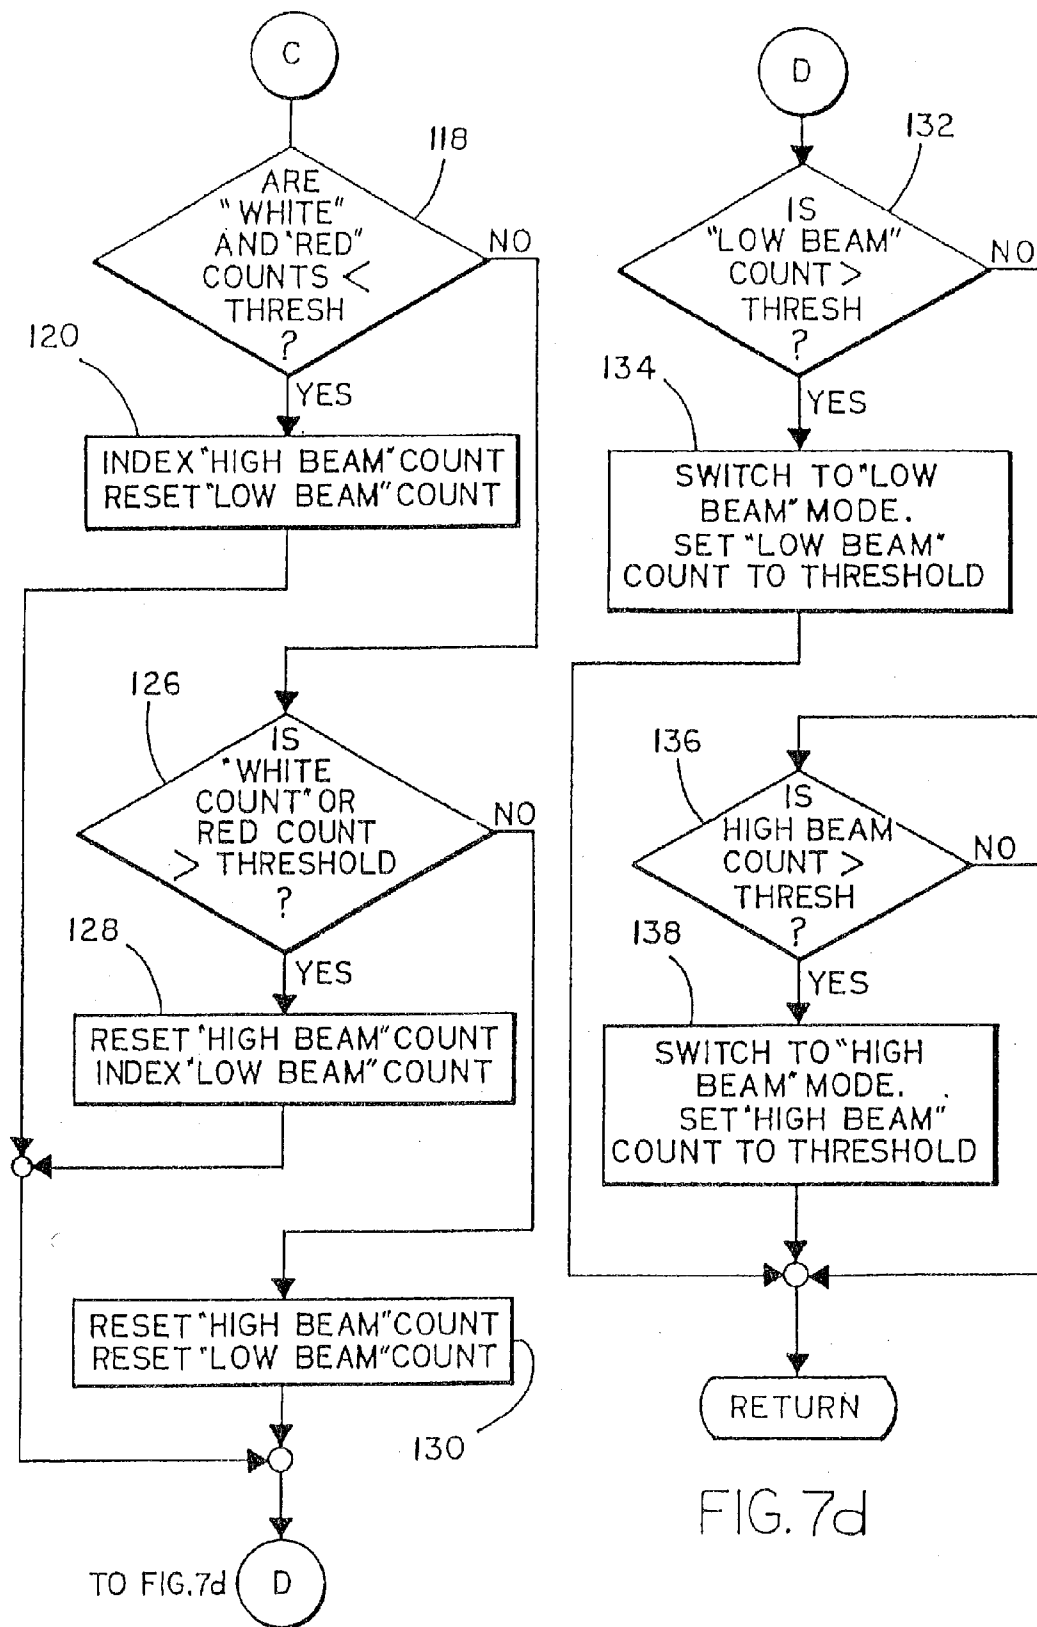 C
118
ARE
"WHITE"
AND "RED"
COUNTS <
THRESH
?
NO
120
YES
INDEX "HIGH BEAM" COUNT
RESET "LOW BEAM" COUNT
126
IS
"WHITE
COUNT" OR
RED COUNT
> THRESHOLD
?
NO
128
YES
RESET "HIGH BEAM" COUNT
INDEX "LOW BEAM" COUNT
RESET "HIGH BEAM" COUNT
RESET "LOW BEAM" COUNT
130
TO FIG.7d
D
D
132
IS
"LOW BEAM"
COUNT >
THRESH
?
NO
134
YES
SWITCH TO "LOW
BEAM" MODE.
SET "LOW BEAM"
COUNT TO THRESHOLD
136
IS
HIGH BEAM
COUNT >
THRESH
?
NO
138
YES
SWITCH TO "HIGH
BEAM" MODE.
SET "HIGH BEAM"
COUNT TO THRESHOLD
RETURN
FIG. 7d